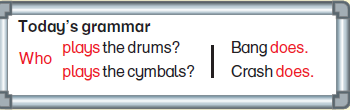 Today's grammar
Who plays the drums? Bang does.
plays the cymbals? Crash does.